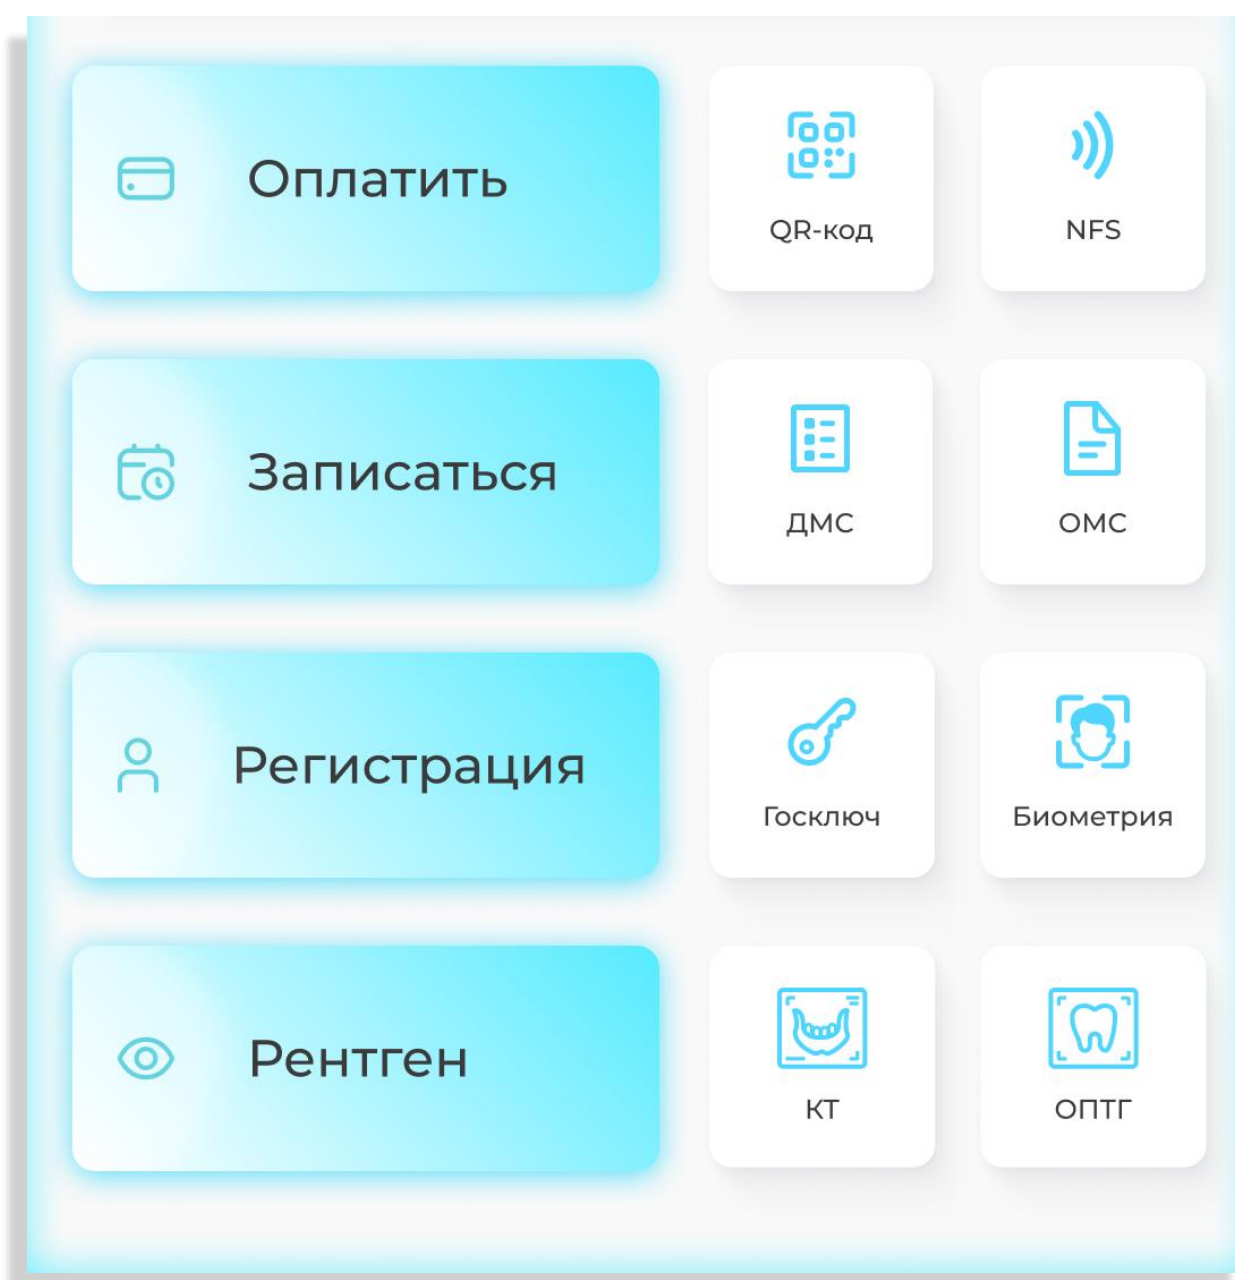 Оплатить
QR-код
NFS
Записаться
ДМС
ОМС
Регистрация
Госключ
Биометрия
Рентген
КТ
ОПТГ